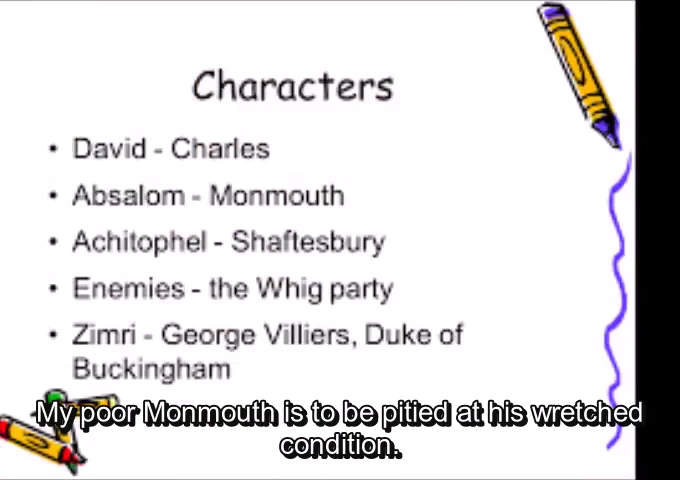 Characters
• David - Charles
• Absalom - Monmouth
• Achitophel - Shaftesbury
• Enemies - the Whig party
• Zimri - George Villiers, Duke of
Buckingham
My poor Monmouth is to be pitied at his wretched
condition.